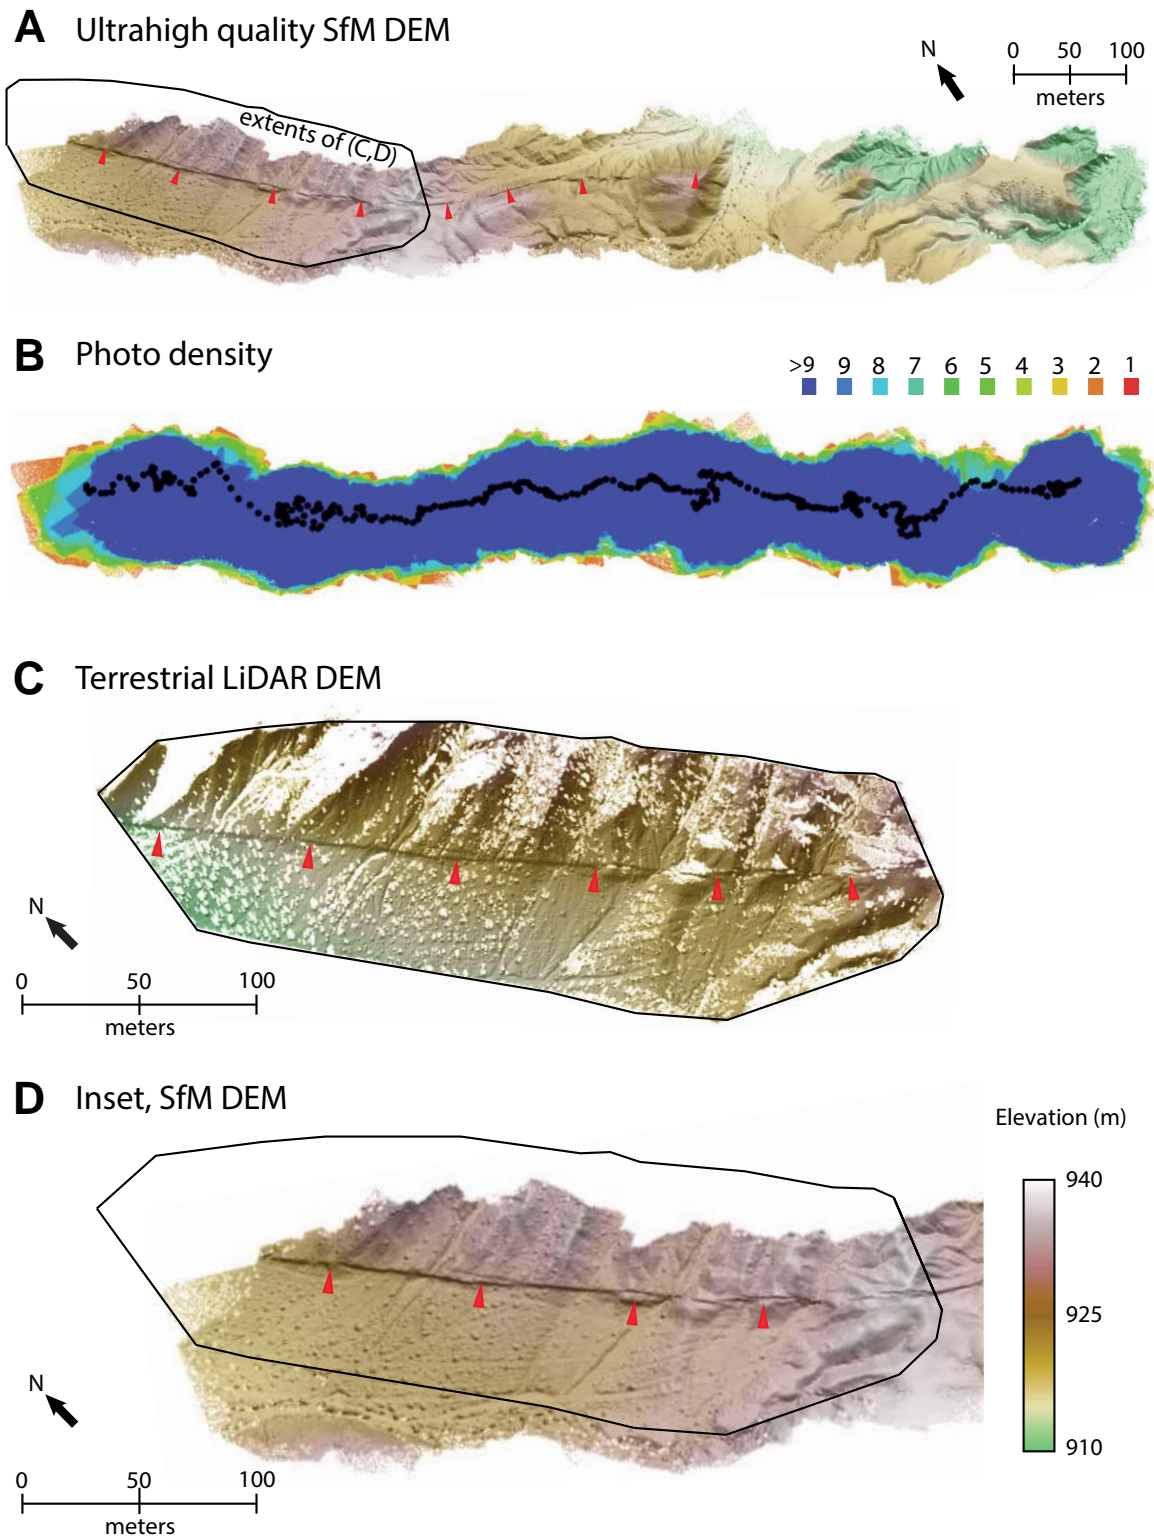 A Ultrahigh quality SfM DEM
N
0 50 100
meters
extents of (C,D)
B Photo density
>9 9 8 7 6 5 4 3 2 1
C Terrestrial LiDAR DEM
N
0 50 100
meters
D Inset, SfM DEM
Elevation (m)
940
925
910
N
0 50 100
meters